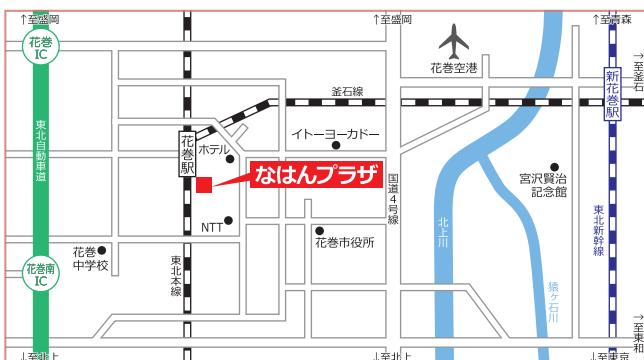 ↑至盛岡
↑至盛岡
↑至青森
花巻
IC
花巻空港
→至釜石
新花巻駅
釜石線
東北自動車道
花巻駅
イトーヨーカドー
ホテル
なはんプラザ
国道4号線
宮沢賢治
記念館
NTT
花巻市役所
北上川
東北新幹線
花巻
中学校
東北本線
花巻南
IC
猿ヶ石川
→至東和
↓至北上
↓至北上
↓至東京